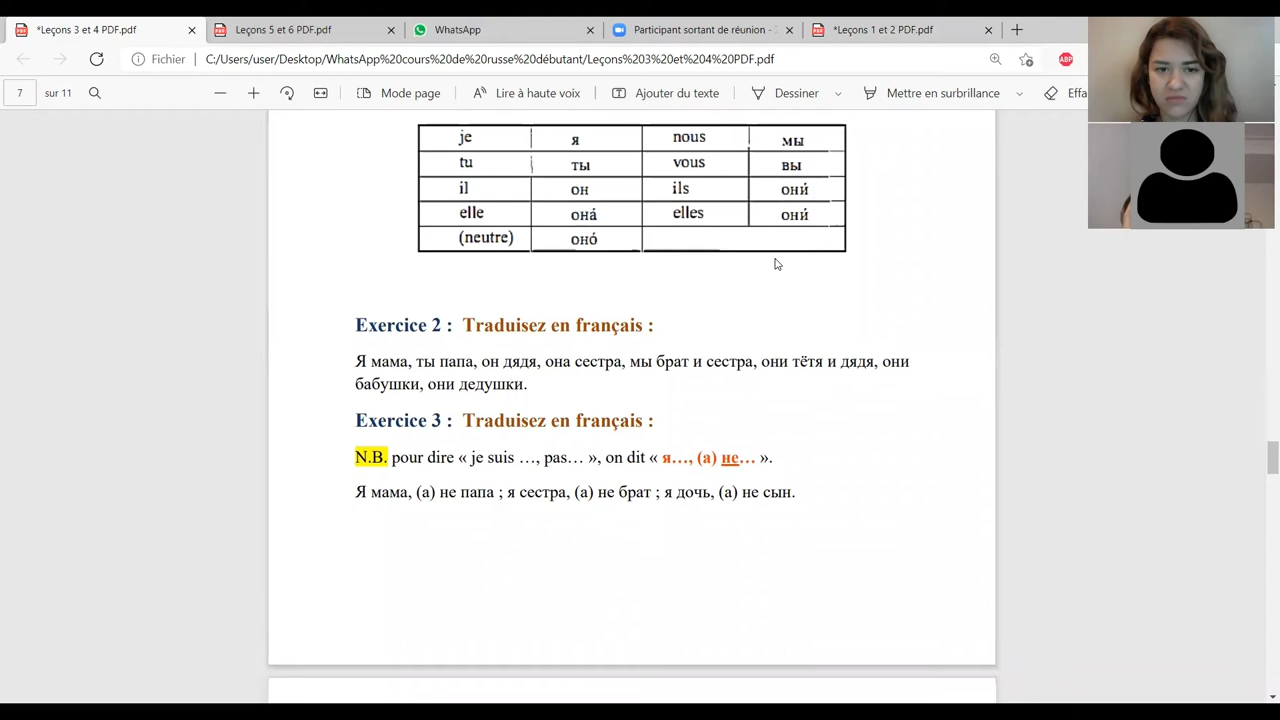 *Leçons 3 et 4 PDF.pdf
Leçons 5 et 6 PDF.pdf
WhatsApp
Participant sortant de réunion -
*Leçons 1 et 2 PDF.pdf
Fichier
C:/Users/user/Desktop/WhatsApp%20cours%20de%20russe%20débutant/Leçons%203%20et%204%20PDF.pdf
ABP
7 sur 11
Mode page
Lire à haute voix
Ajouter du texte
Dessiner
Mettre en surbrillance
Effa
je я nous мы
tu ты vous вы
il он ils они́
elle она́ elles они́
(neutre) оно́
Exercice 2 : Traduisez en français :
Я мама, ты папа, он дядя, она сестра, мы брат и сестра, они тётя и дядя, они
бабушки, они дедушки.
Exercice 3 : Traduisez en français :
N.B. pour dire « je suis …, pas… », on dit « я…, (а) не… ».
Я мама, (а) не папа ; я сестра, (а) не брат ; я дочь, (а) не сын.